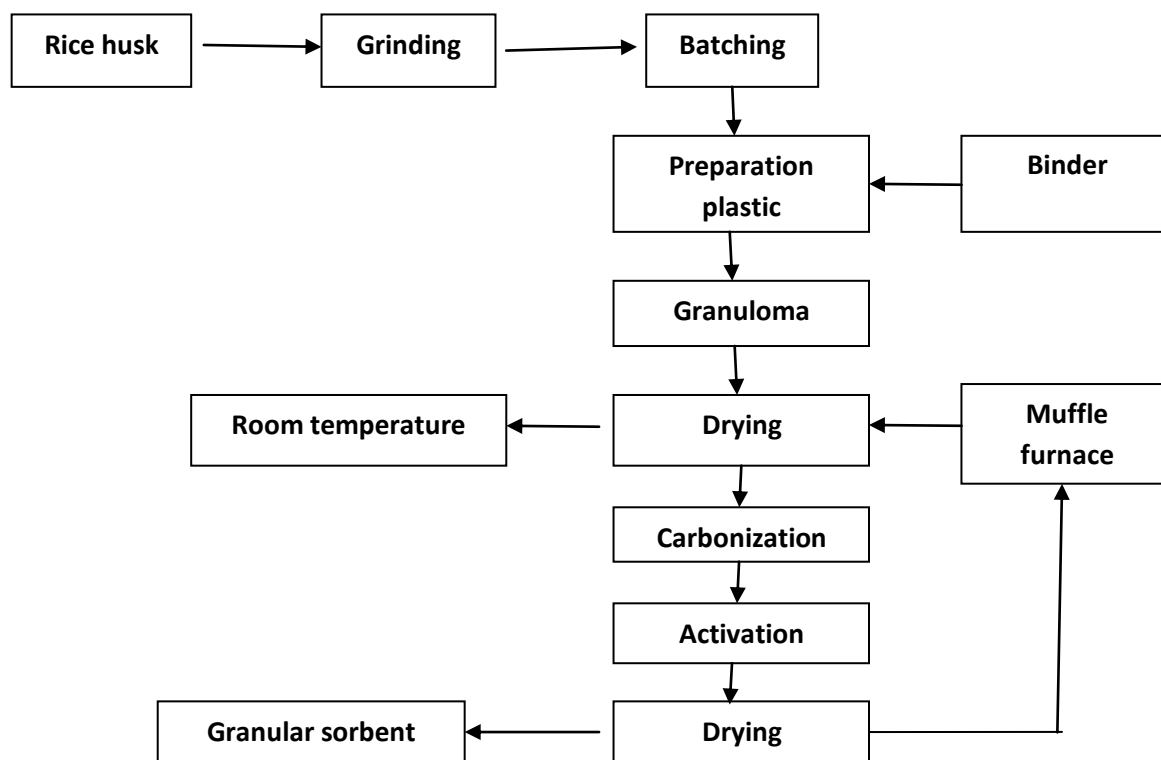 Rice husk
Grinding
Batching
Preparation
plastic
Binder
Granuloma
Room temperature
Drying
Muffle
furnace
Carbonization
Activation
Granular sorbent
Drying